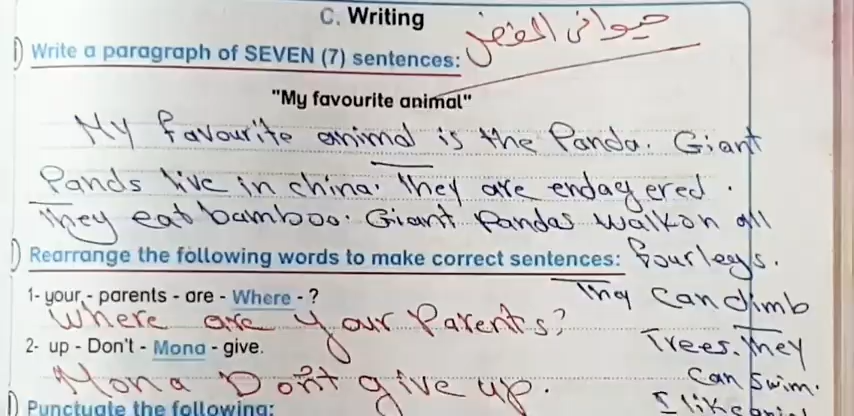 C. Writing
حيوانى المفضل
Write a paragraph of SEVEN (7) sentences:
"My favourite animal"
My favourite animal is the Panda. Giant
Pands live in china. They are endagered.
They eat bamboo. Giant Pandas walk on all
four legs.
They can climb
Trees. They
can swim.
Rearrange the following words to make correct sentences:
1- your - parents - are - Where - ?
Where are your Parents?
2- up - Don't - Mona - give.
Mona Don't give up.
Punctuate the following: